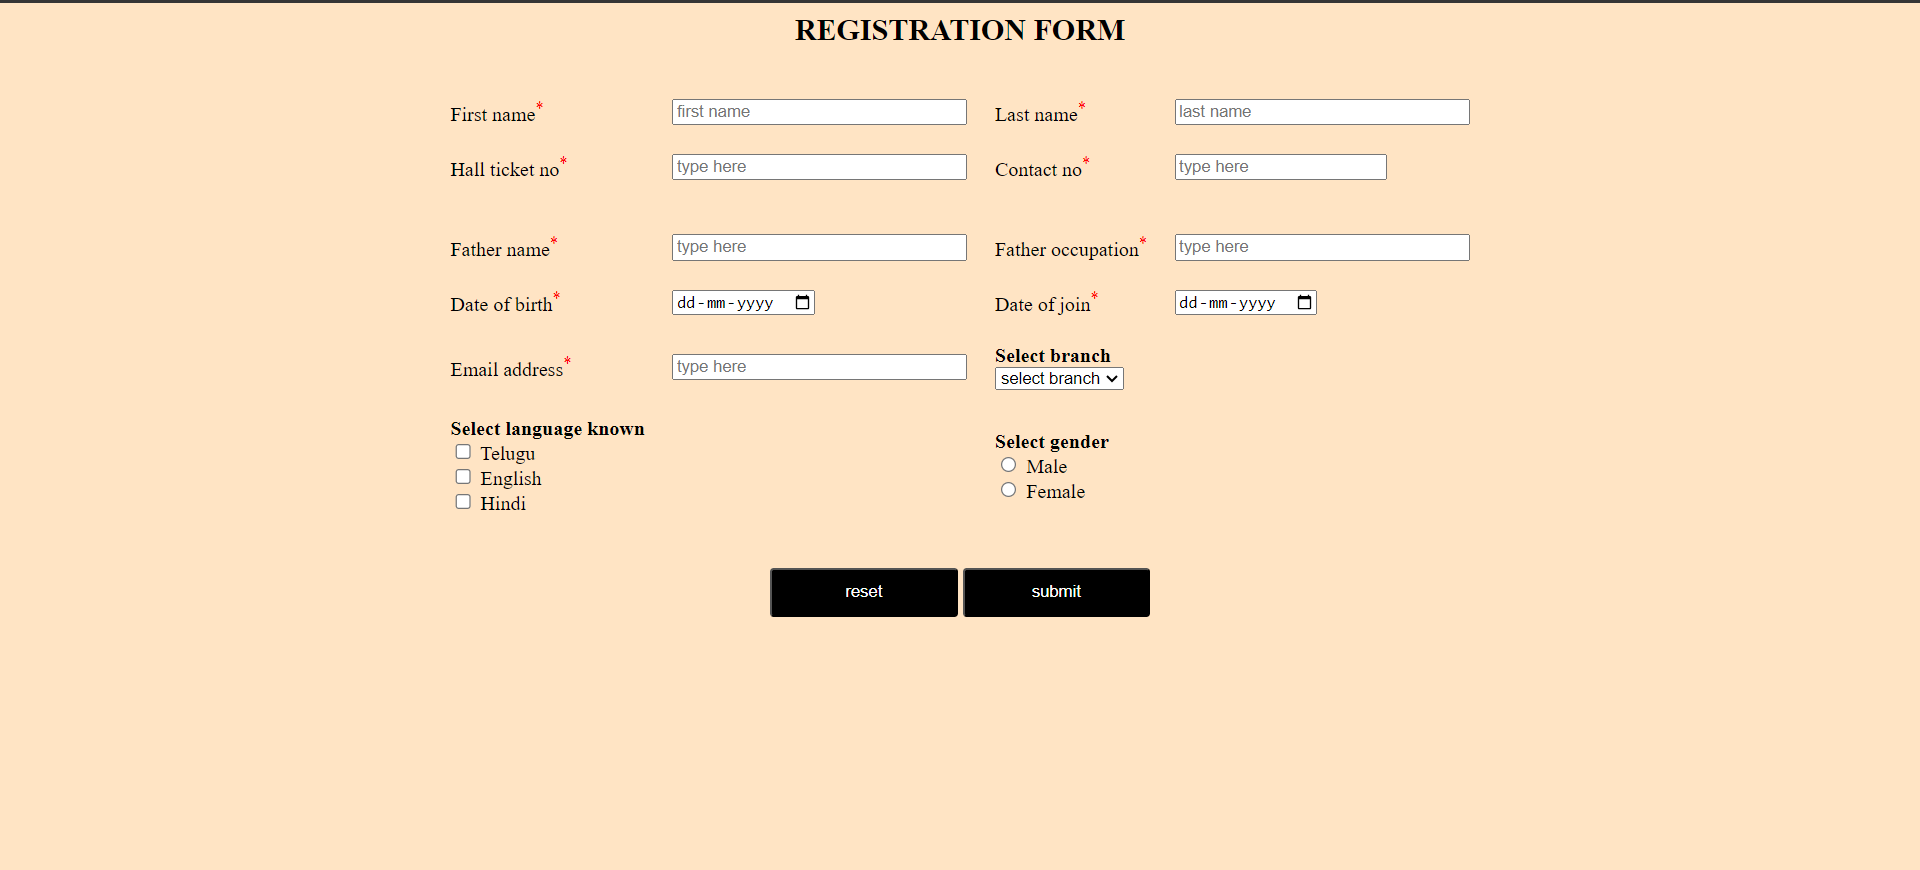 REGISTRATION FORM
First name* first name Last name* last name
Hall ticket no* type here Contact no* type here
Father name* type here Father occupation* type here
Date of birth* dd-mm-yyyy Date of join* dd-mm-yyyy
Email address* type here
Select branch
select branch
Select language known
Telugu
English
Hindi
Select gender
Male
Female
reset submit